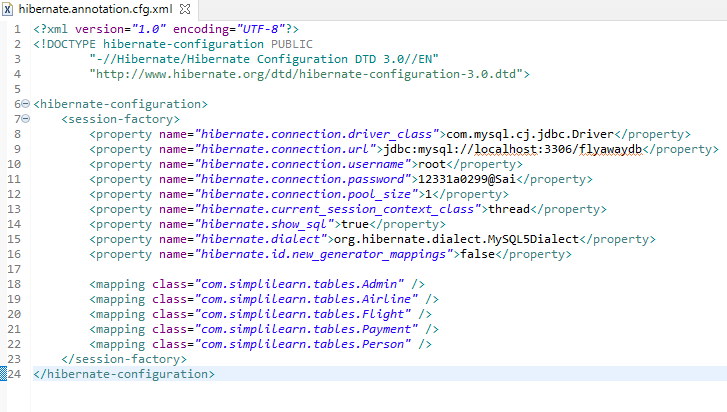 hibernate.annotation.cfg.xml
1 <?xml version="1.0" encoding="UTF-8"?>
2 <!DOCTYPE hibernate-configuration PUBLIC
3 "-//Hibernate/Hibernate Configuration DTD 3.0//EN"
4 "http://www.hibernate.org/dtd/hibernate-configuration-3.0.dtd">
5
6 <hibernate-configuration>
7 <session-factory>
8 <property name="hibernate.connection.driver_class">com.mysql.cj.jdbc.Driver</property>
9 <property name="hibernate.connection.url">jdbc:mysql://localhost:3306/flyawaydb</property>
10 <property name="hibernate.connection.username">root</property>
11 <property name="hibernate.connection.password">12331a0299@Sai</property>
12 <property name="hibernate.connection.pool_size">1</property>
13 <property name="hibernate.current_session_context_class">thread</property>
14 <property name="hibernate.show_sql">true</property>
15 <property name="hibernate.dialect">org.hibernate.dialect.MySQL5Dialect</property>
16 <property name="hibernate.id.new_generator_mappings">false</property>
17
18 <mapping class="com.simplilearn.tables.Admin" />
19 <mapping class="com.simplilearn.tables.Airline" />
20 <mapping class="com.simplilearn.tables.Flight" />
21 <mapping class="com.simplilearn.tables.Payment" />
22 <mapping class="com.simplilearn.tables.Person" />
23 </session-factory>
24 </hibernate-configuration>